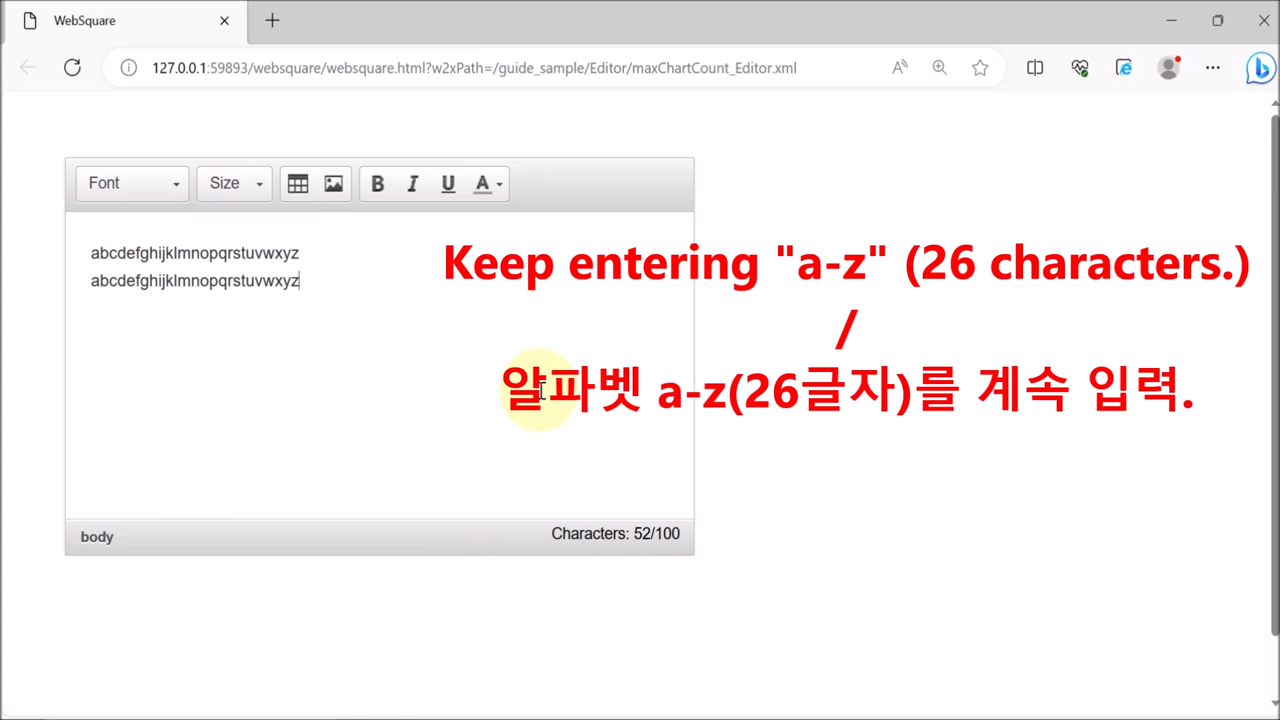 WebSquare
127.0.0.1:59893/websquare/websquare.html?w2xPath=/guide_sample/Editor/maxChartCount_Editor.xml
Font Size B I U A
abcdefghijklmnopqrstuvwxyz
abcdefghijklmnopqrstuvwxyz
Keep entering "a-z" (26 characters.)
/
알파벳 a-z(26글자)를 계속 입력.
body Characters: 52/100